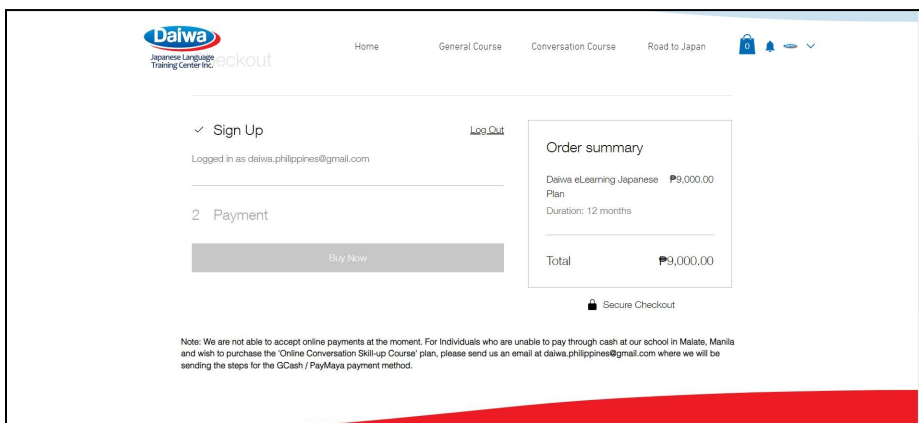 Daiwa
Japanese Language
Training Center Inc.
Checkout
Home General Course Conversation Course Road to Japan 0
Sign Up Log Out
Logged in as daiwa.philippines@gmail.com
2 Payment
Buy Now
Order summary
Daiwa eLearning Japanese ₱9,000.00
Plan
Duration: 12 months
Total ₱9,000.00
Secure Checkout
Note: We are not able to accept online payments at the moment. For Individuals who are unable to pay through cash at our school in Malate, Manila
and wish to purchase the 'Online Conversation Skill-up Course' plan, please send us an email at daiwa.philippines@gmail.com where we will be
sending the steps for the GCash / PayMaya payment method.